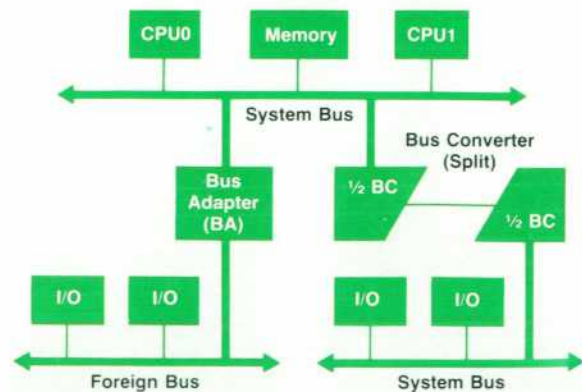 CPU0
Memory
CPU1
System Bus
Bus Converter
(Split)
Bus
Adapter
(BA)
½ BC
½ BC
I/O
I/O
I/O
I/O
Foreign Bus
System Bus